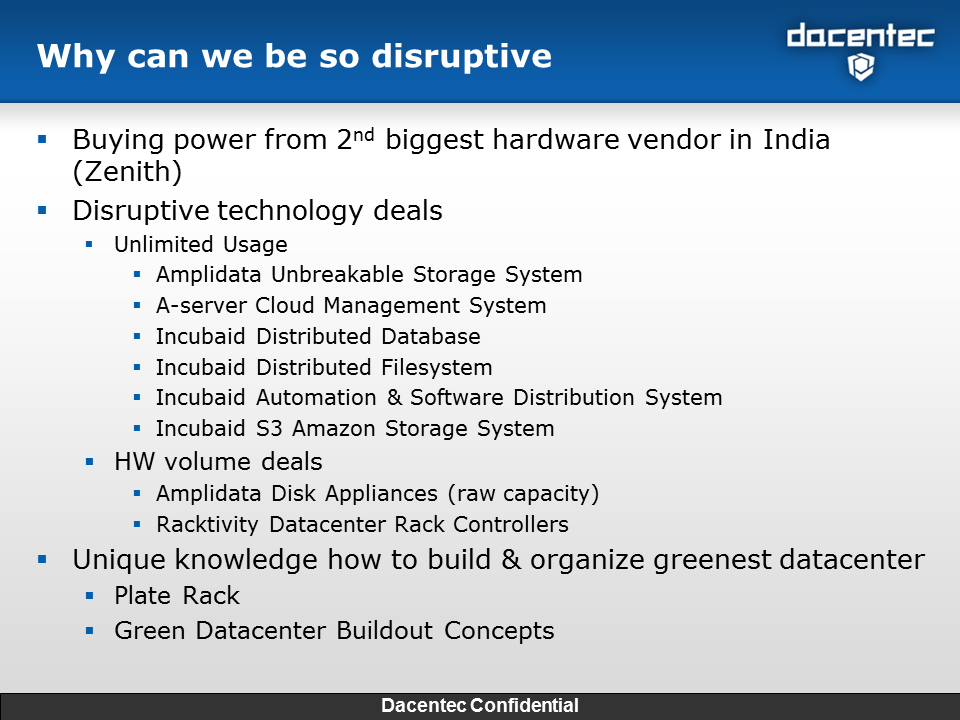 Why can we be so disruptive
dacentec
Buying power from 2nd biggest hardware vendor in India
(Zenith)
Disruptive technology deals
Unlimited Usage
Amplidata Unbreakable Storage System
A-server Cloud Management System
Incubaid Distributed Database
Incubaid Distributed Filesystem
Incubaid Automation & Software Distribution System
Incubaid S3 Amazon Storage System
HW volume deals
Amplidata Disk Appliances (raw capacity)
Racktivity Datacenter Rack Controllers
Unique knowledge how to build & organize greenest datacenter
Plate Rack
Green Datacenter Buildout Concepts
Dacentec Confidential